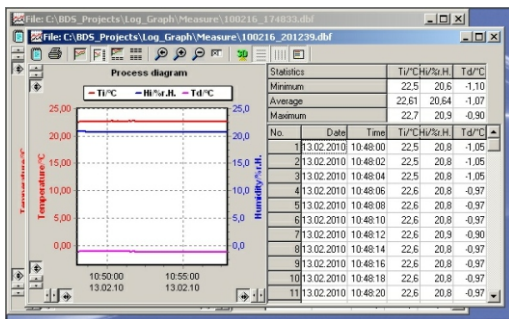 File: C:\BDS_Projects\Log_Graph\Measure\100216_174033.dbf
File: C:\BDS_Projects\Log_Graph\Measure\100216_201239.dbf
Process diagram
Ti/°C Hi/%r.H. Td/°C
25,00 25,0
20,00 20,0
15,00 15,0
10,00 10,0
5,00 5,0
0,00 0,0
Temperature/°C
Temperature/°C
Humidity/%r.H.
10:50:00 10:55:00
13.02.10 13.02.10
Statistics Ti/°C Hi/%r.H. Td/°C
Minimum 22,5 20,6 -1,10
Average 22,61 20,64 -1,07
Maximum 22,7 20,9 -0,90
No. Date Time Ti/°C Hi/%r.H. Td/°C
1 13.02.2010 10:48:00 22,5 20,8 -1,05
2 13.02.2010 10:48:02 22,5 20,8 -1,05
3 13.02.2010 10:48:04 22,5 20,8 -1,05
4 13.02.2010 10:48:06 22,6 20,8 -0,97
5 13.02.2010 10:48:08 22,6 20,8 -0,97
6 13.02.2010 10:48:10 22,6 20,8 -0,97
7 13.02.2010 10:48:12 22,6 20,9 -0,90
8 13.02.2010 10:48:14 22,6 20,8 -0,97
9 13.02.2010 10:48:16 22,6 20,8 -0,97
10 13.02.2010 10:48:18 22,6 20,8 -0,97
11 13.02.2010 10:48:20 22,6 20,8 -0,97